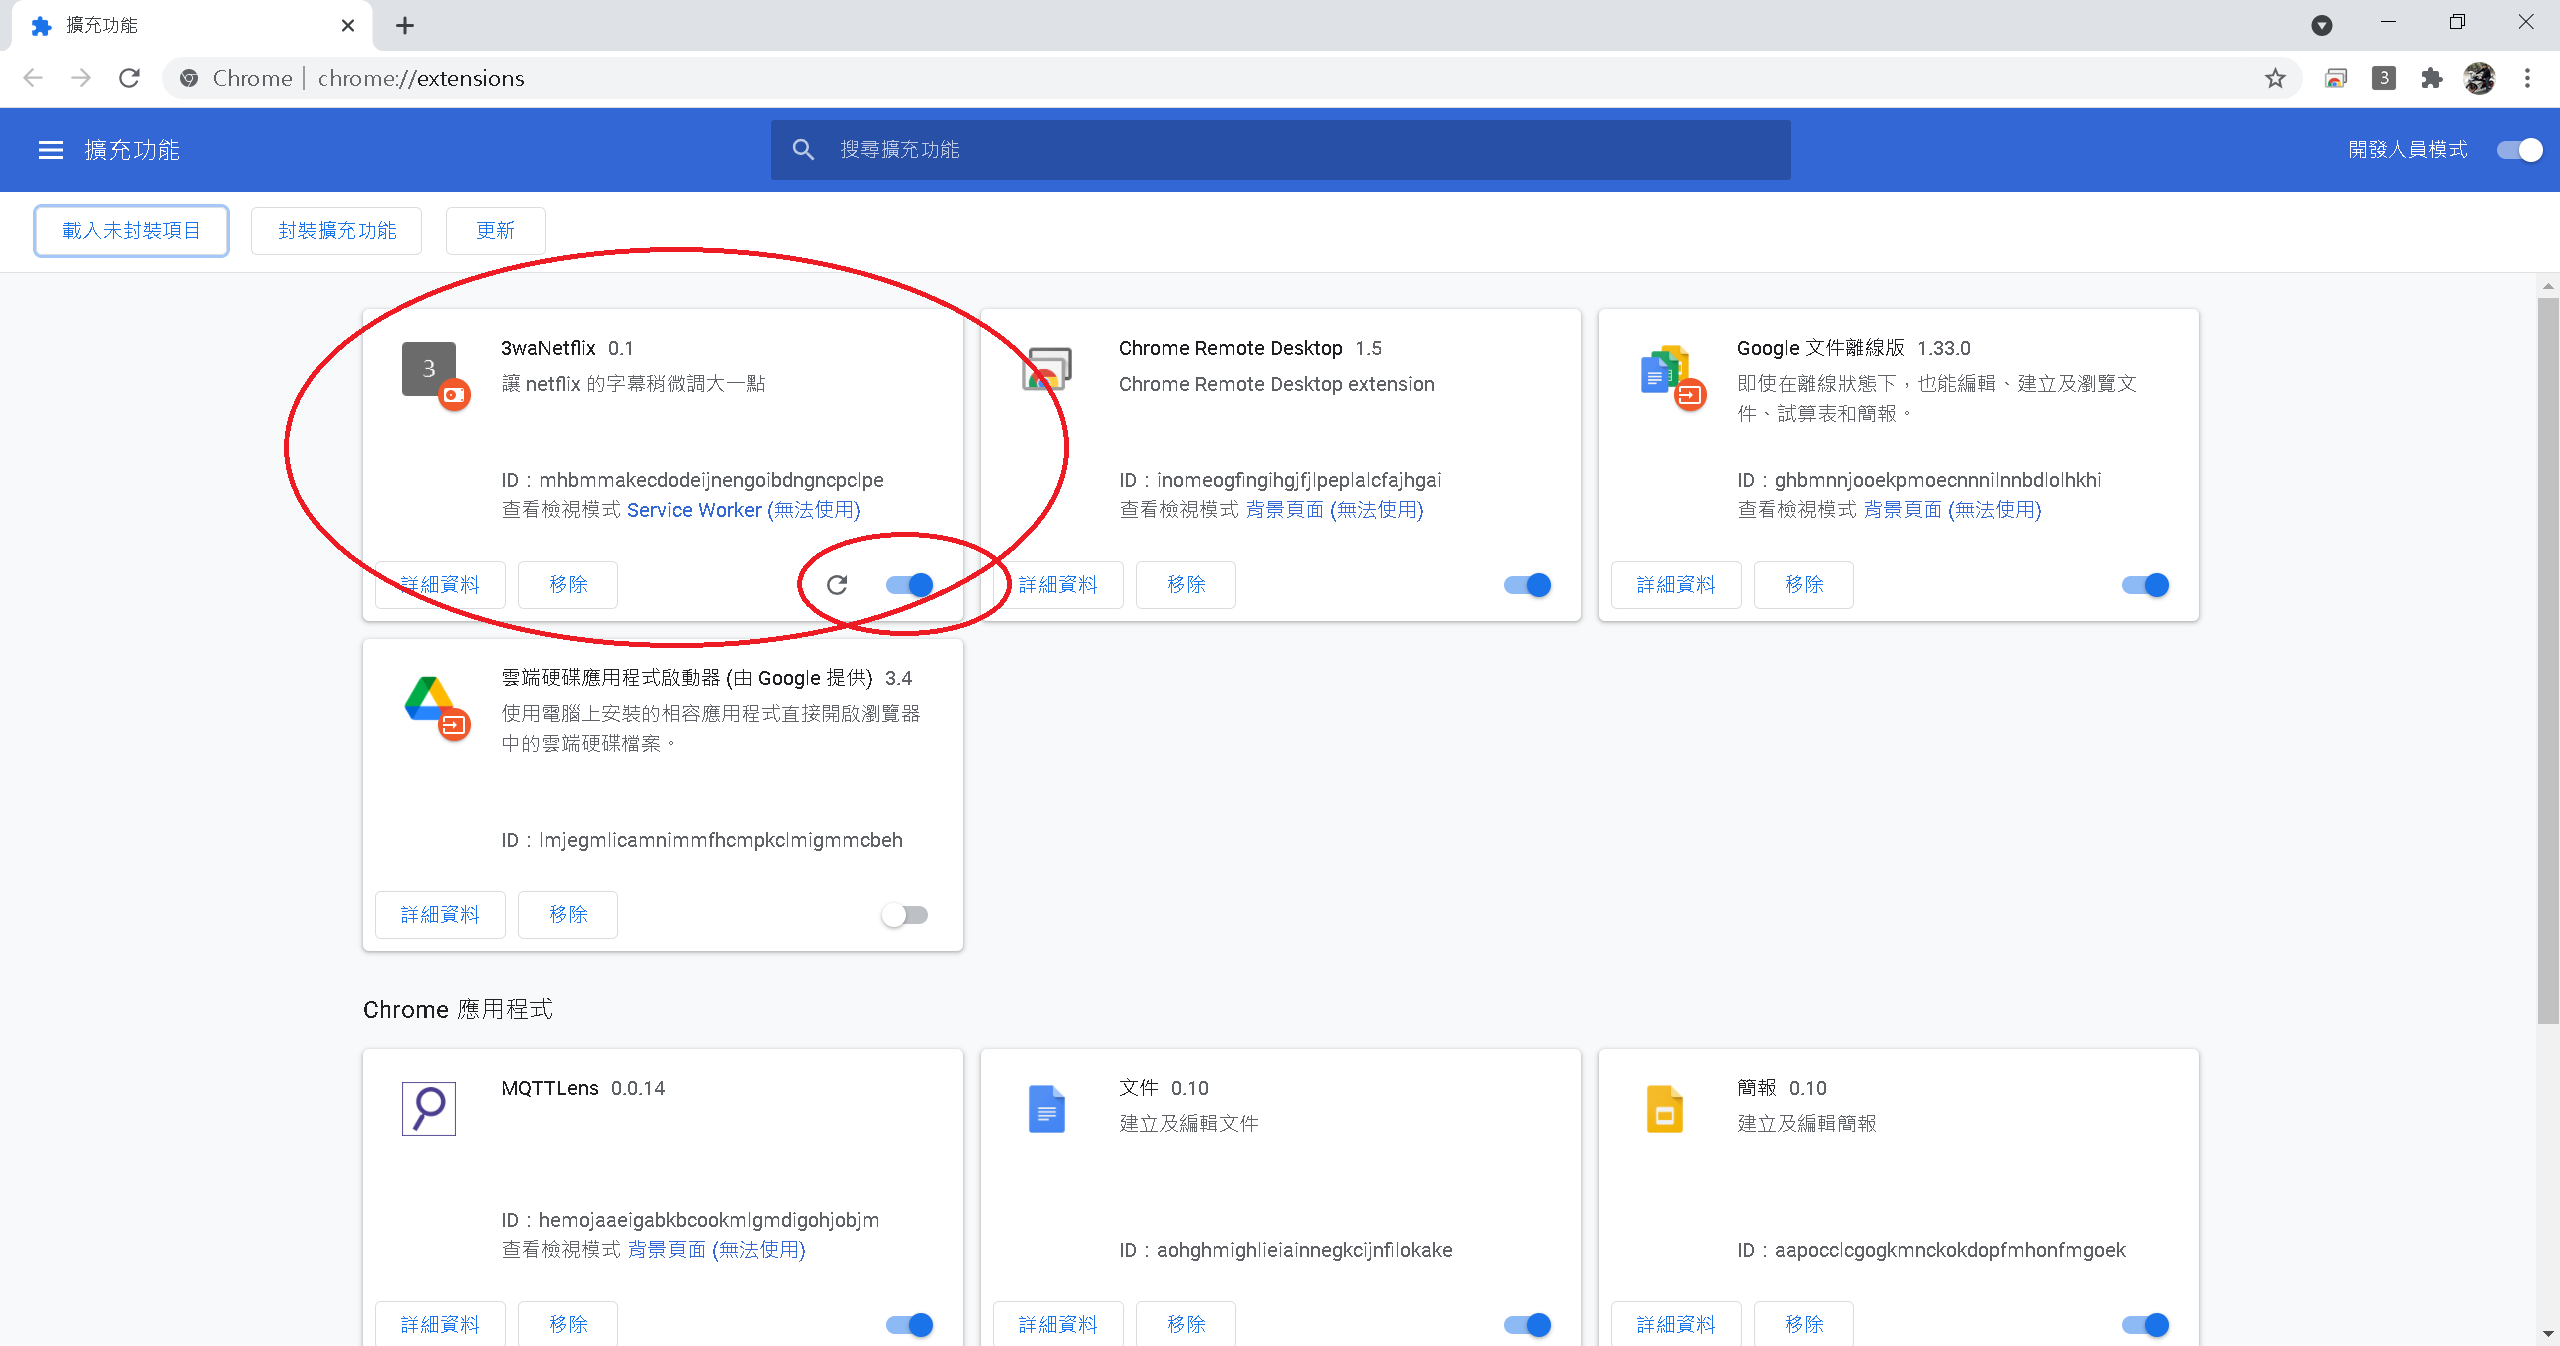 擴充功能
Chrome | chrome://extensions
3
擴充功能
搜尋擴充功能
開發人員模式
載入未封裝項目
封裝擴充功能
更新
3
3waNetflix 0.1
讓 netflix 的字幕稍微調大一點
ID：mhbmmakecdodeijnengoibdngncpclpe
查看檢視模式 Service Worker (無法使用)
詳細資料
移除
Chrome Remote Desktop 1.5
Chrome Remote Desktop extension
ID：inomeogfingihgjfjlpeplalcfajhgai
查看檢視模式 背景頁面 (無法使用)
詳細資料
移除
Google 文件離線版 1.33.0
即使在離線狀態下，也能編輯、建立及瀏覽文
件、試算表和簡報。
ID：ghbmnnjooekpmoecnnnilnnbdlolhkhi
查看檢視模式 背景頁面 (無法使用)
詳細資料
移除
雲端硬碟應用程式啟動器 (由 Google 提供) 3.4
使用電腦上安裝的相容應用程式直接開啟瀏覽器
中的雲端硬碟檔案。
ID：lmjegmlicamnimmfhcmpkclmigmmcbeh
詳細資料
移除
Chrome 應用程式
MQTTLens 0.0.14
ID：hemojaaeigabkbcookmlgmdigohjobjm
查看檢視模式 背景頁面 (無法使用)
詳細資料
移除
文件 0.10
建立及編輯文件
ID：aohghmighlieiainnegkcijnfilokake
詳細資料
移除
簡報 0.10
建立及編輯簡報
ID：aapocclcgogkmnckokdopfmhonfmgoek
詳細資料
移除